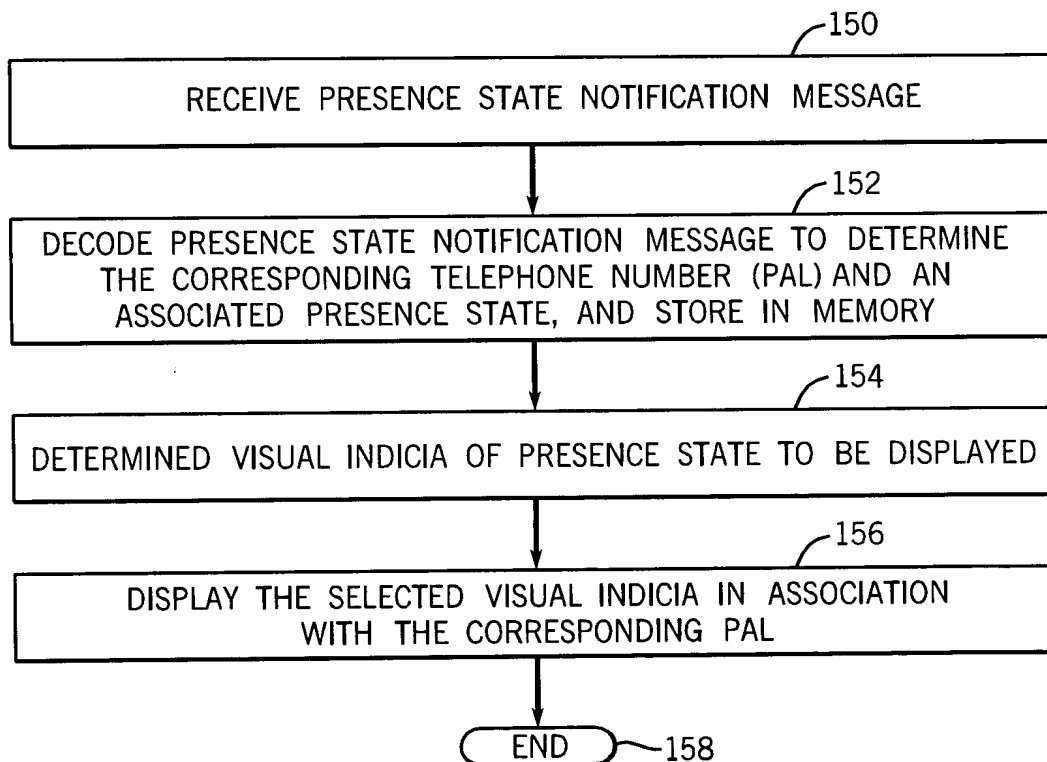 150
RECEIVE PRESENCE STATE NOTIFICATION MESSAGE
152
DECODE PRESENCE STATE NOTIFICATION MESSAGE TO DETERMINE
THE CORRESPONDING TELEPHONE NUMBER (PAL) AND AN
ASSOCIATED PRESENCE STATE, AND STORE IN MEMORY
154
DETERMINED VISUAL INDICIA OF PRESENCE STATE TO BE DISPLAYED
156
DISPLAY THE SELECTED VISUAL INDICIA IN ASSOCIATION
WITH THE CORRESPONDING PAL
END 158